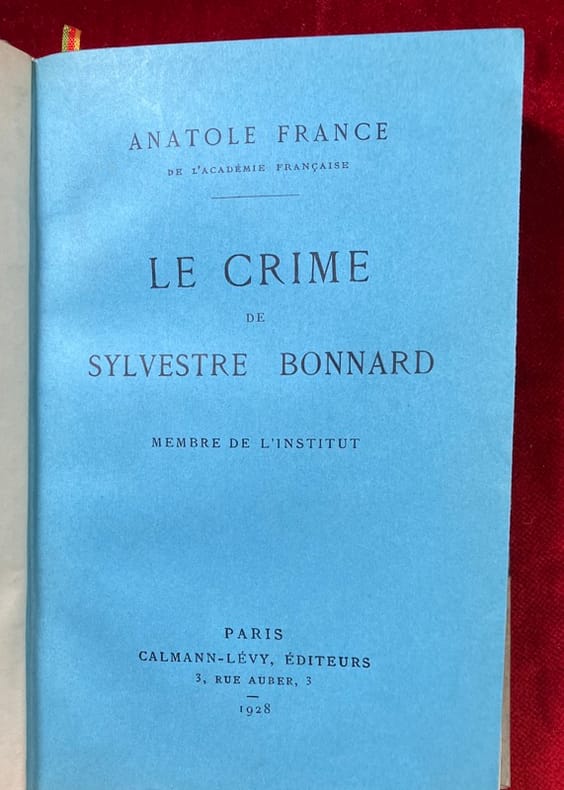 ANATOLE FRANCE
DE L'ACADÉMIE FRANÇAISE
LE CRIME
DE
SYLVESTRE BONNARD
MEMBRE DE L'INSTITUT
PARIS
CALMANN-LÉVY, ÉDITEURS
3, RUE AUBER, 3
1928